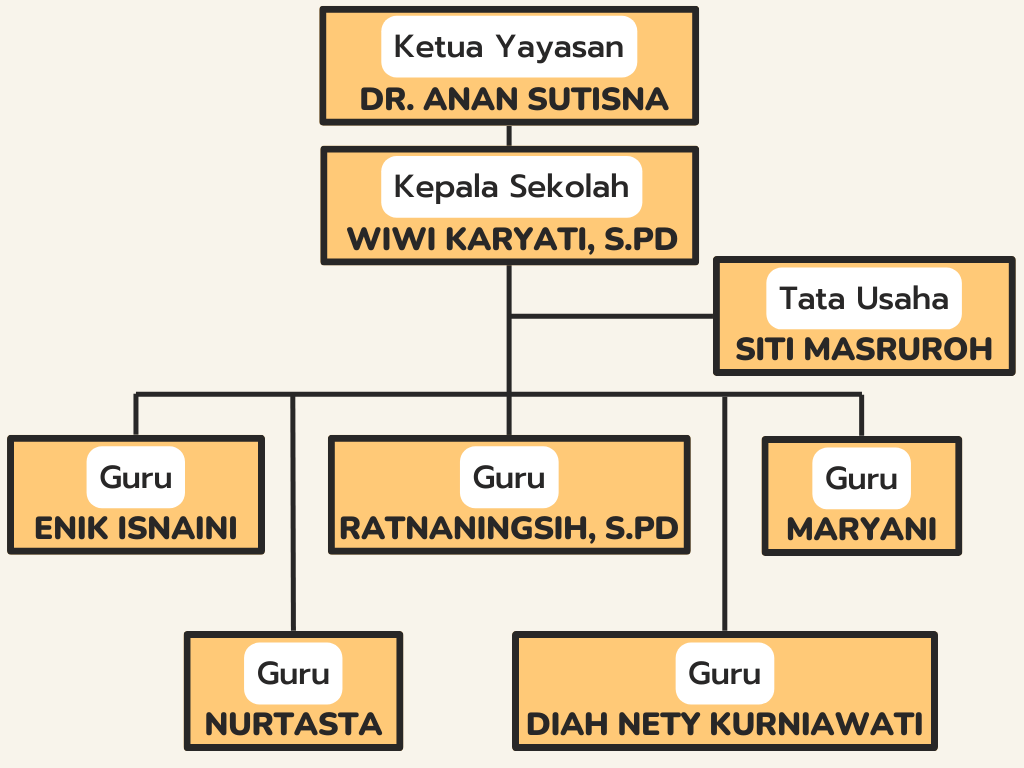 Ketua Yayasan
DR. ANAN SUTISNA
Kepala Sekolah
WIWI KARYATI, S.PD
Tata Usaha
SITI MASRUROH
Guru
ENIK ISNAINI
Guru
RATNANINGSIH, S.PD
Guru
MARYANI
Guru
NURTASTA
Guru
DIAH NETY KURNIAWATI